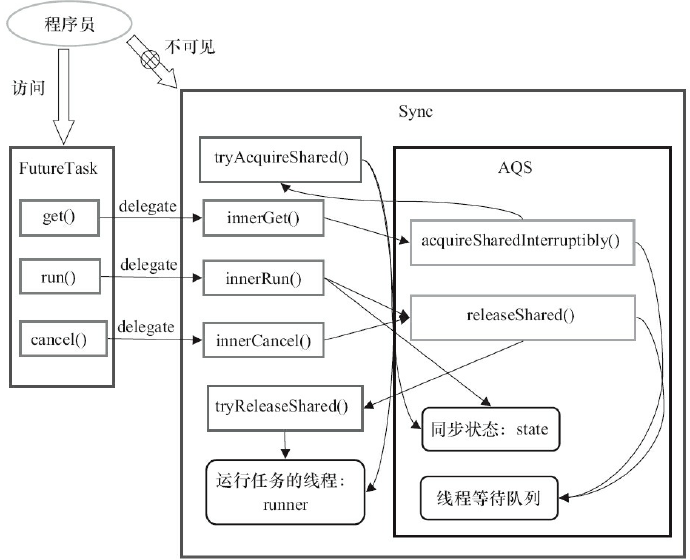 程序员
不可见
访问
Sync
FutureTask
tryAcquireShared()
AQS
get()
delegate
innerGet()
acquireSharedInterruptibly()
run()
delegate
innerRun()
releaseShared()
cancel()
delegate
innerCancel()
tryReleaseShared()
同步状态：state
运行任务的线程：
runner
线程等待队列